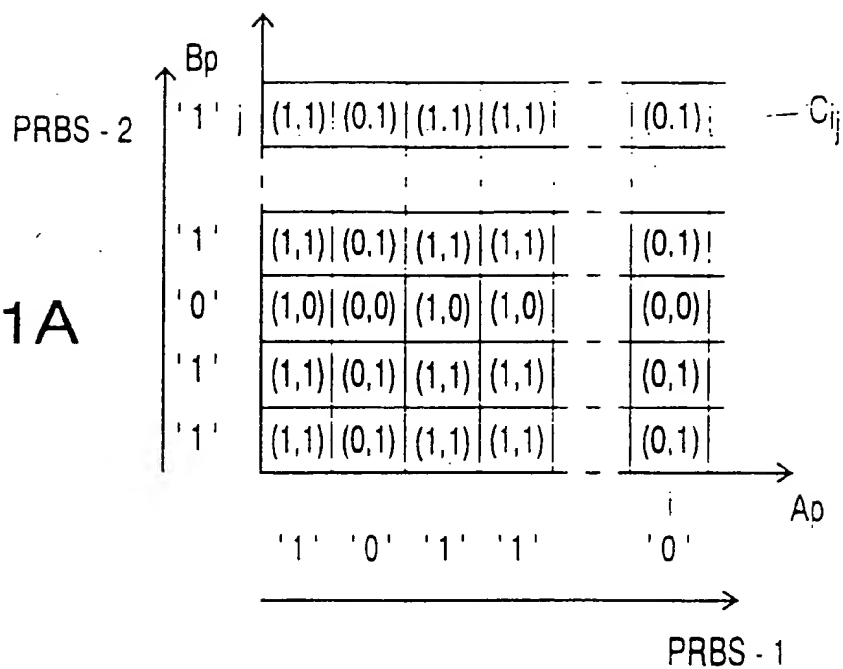 Bp
PRBS - 2 '1' j (1,1) (0.1) (1.1) (1,1) (0.1) Cij
'1' (1,1) (0.1) (1,1) (1,1) (0.1)
1A '0' (1,0) (0,0) (1,0) (1,0) (0,0)
'1' (1,1) (0,1) (1,1) (1,1) (0,1)
'1' (1,1) (0,1) (1,1) (1,1) (0.1)
i Ap
'1' '0' '1' '1' '0'
PRBS - 1